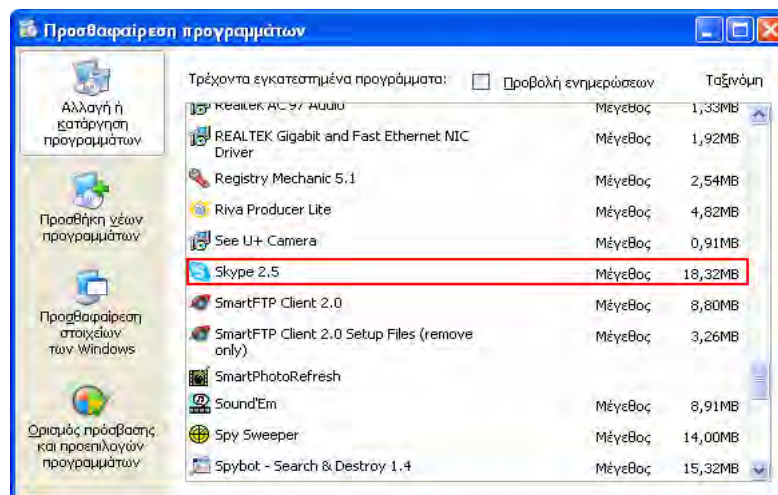 Προσθαφαίρεση προγραμμάτων
Αλλαγή ή
κατάργηση
προγραμμάτων
Προσθήκη νέων
προγραμμάτων
Προσθαφαίρεση
στοιχείων
των Windows
Ορισμός πρόσβασης
και προεπιλογών
προγραμμάτων
Τρέχοντα εγκατεστημένα προγράμματα: Προβολή ενημερώσεων Ταξινόμ
Realtek AC'97 Audio Μέγεθος 1,33MB
REALTEK Gigabit and Fast Ethernet NIC Μέγεθος 1,92MB
Driver
Registry Mechanic 5.1 Μέγεθος 2,54MB
Riva Producer Lite Μέγεθος 4,82MB
See U+ Camera Μέγεθος 0,91MB
Skype 2.5 Μέγεθος 18,32MB
SmartFTP Client 2.0 Μέγεθος 8,80MB
SmartFTP Client 2.0 Setup Files (remove Μέγεθος 3,26MB
only)
SmartPhotoRefresh
Sound'Em Μέγεθος 8,91MB
Spy Sweeper Μέγεθος 14,00MB
Spybot - Search & Destroy 1.4 Μέγεθος 15,32MB